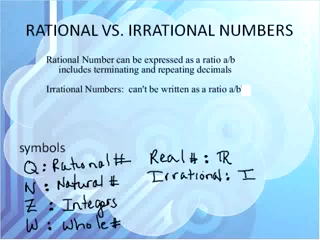 RATIONAL VS. IRRATIONAL NUMBERS
Rational Number can be expressed as a ratio a/b
includes terminating and repeating decimals
Irrational Numbers: can't be written as a ratio a/b
symbols
Q: Rational #
N: Natural #
Z: Integers
W: Whole #
Real #: ℝ
Irrational: I